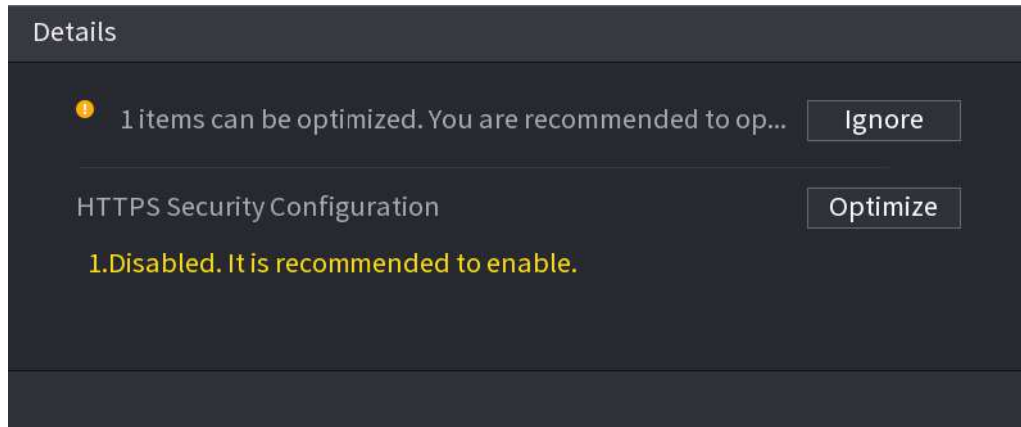 Details
1 items can be optimized. You are recommended to op... Ignore
HTTPS Security Configuration Optimize
1.Disabled. It is recommended to enable.